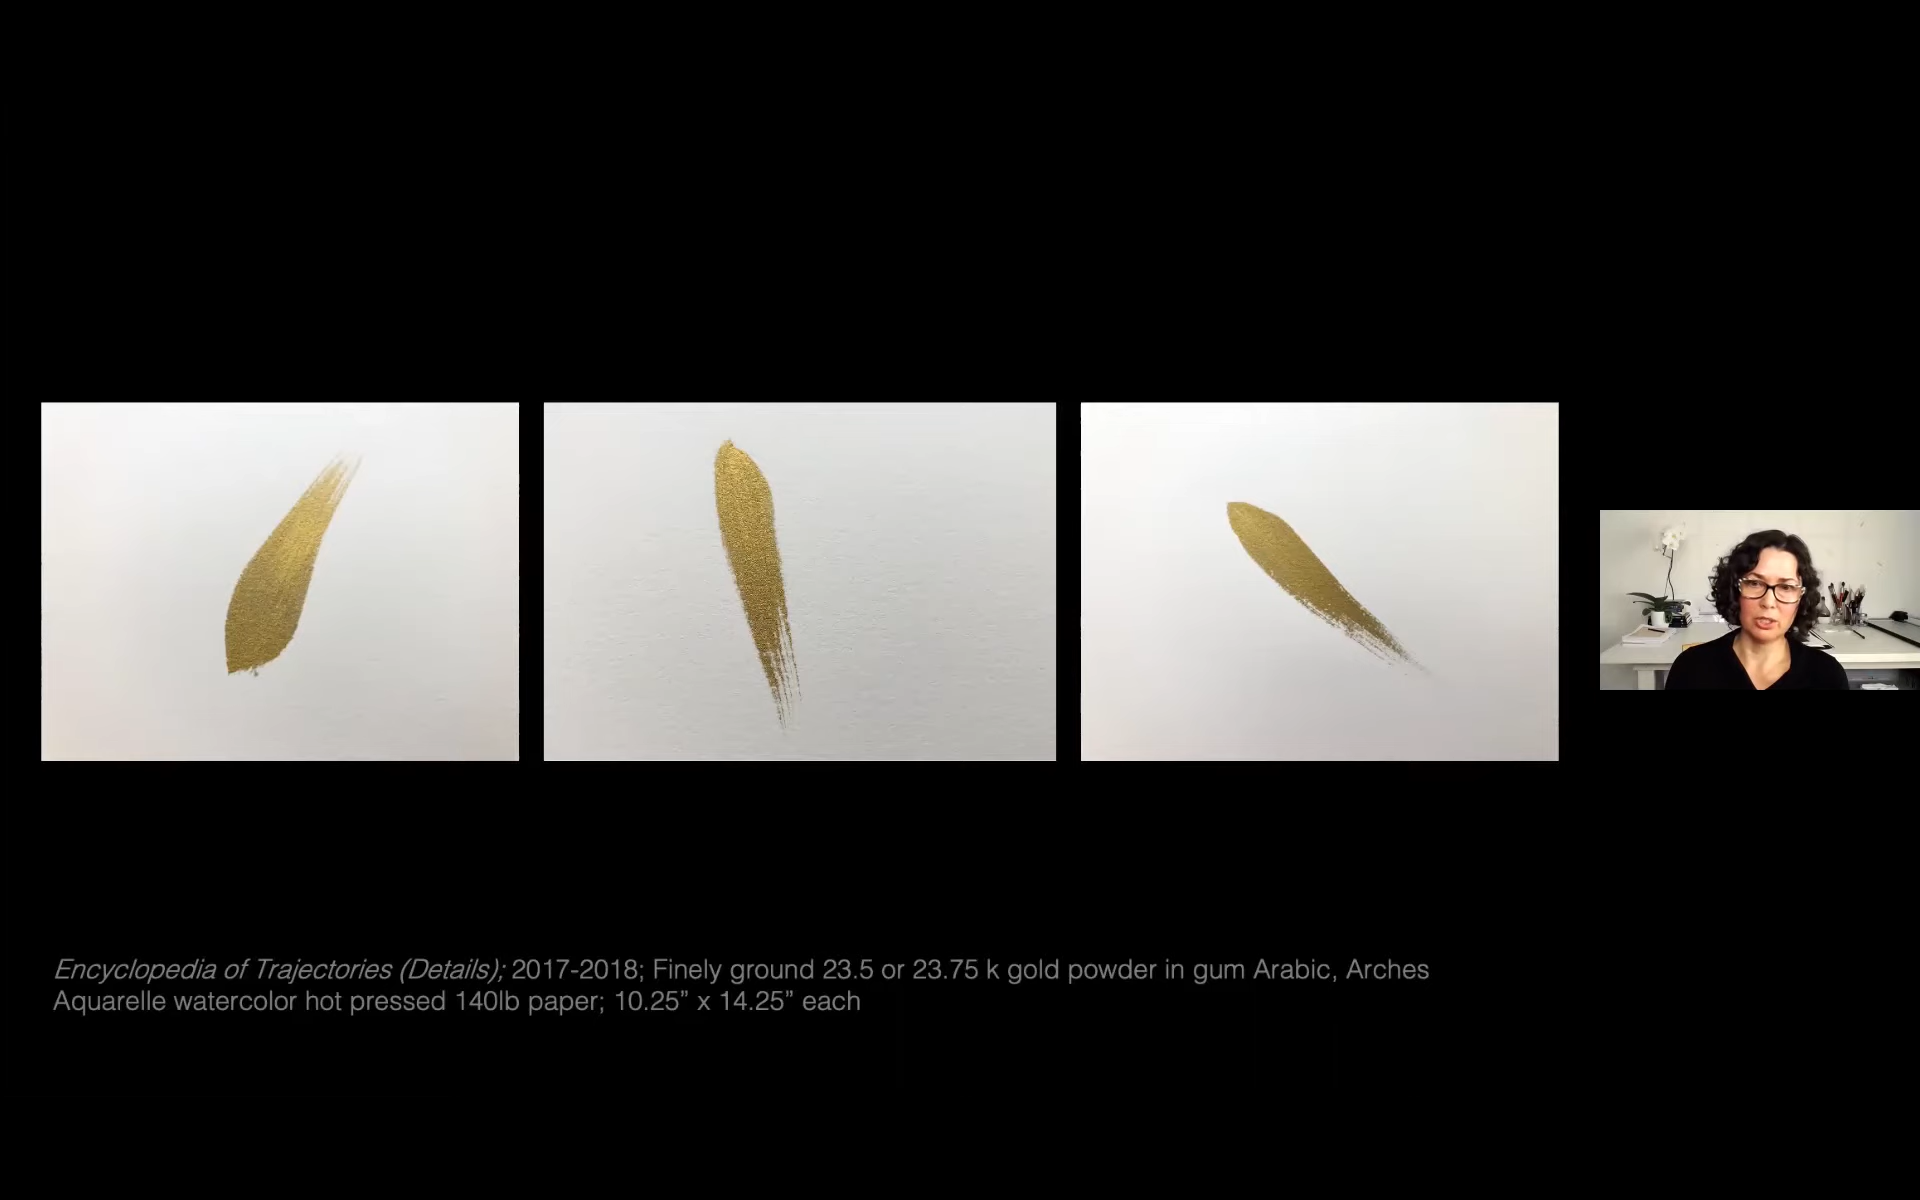 Encyclopedia of Trajectories (Details); 2017-2018; Finely ground 23.5 or 23.75 k gold powder in gum Arabic, Arches
Aquarelle watercolor hot pressed 140lb paper; 10.25” x 14.25” each